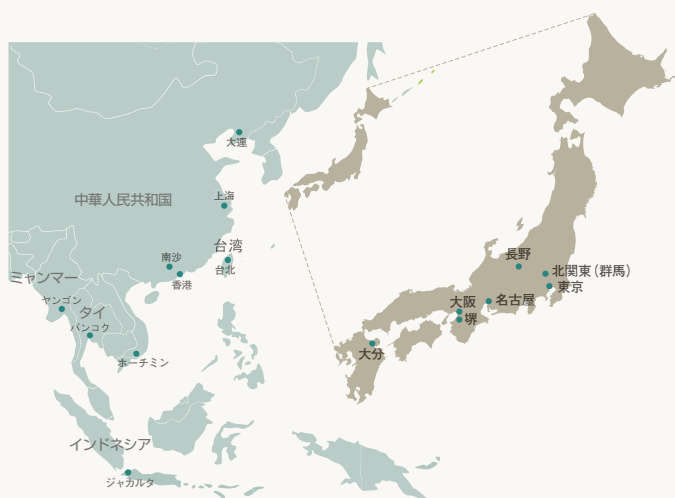 大連
中華人民共和国
上海
台湾
台北
南沙
香港
ミャンマー
ヤンゴン
タイ
バンコク
ホーチミン
インドネシア
ジャカルタ
長野
北関東（群馬）
東京
名古屋
大阪
堺
大分